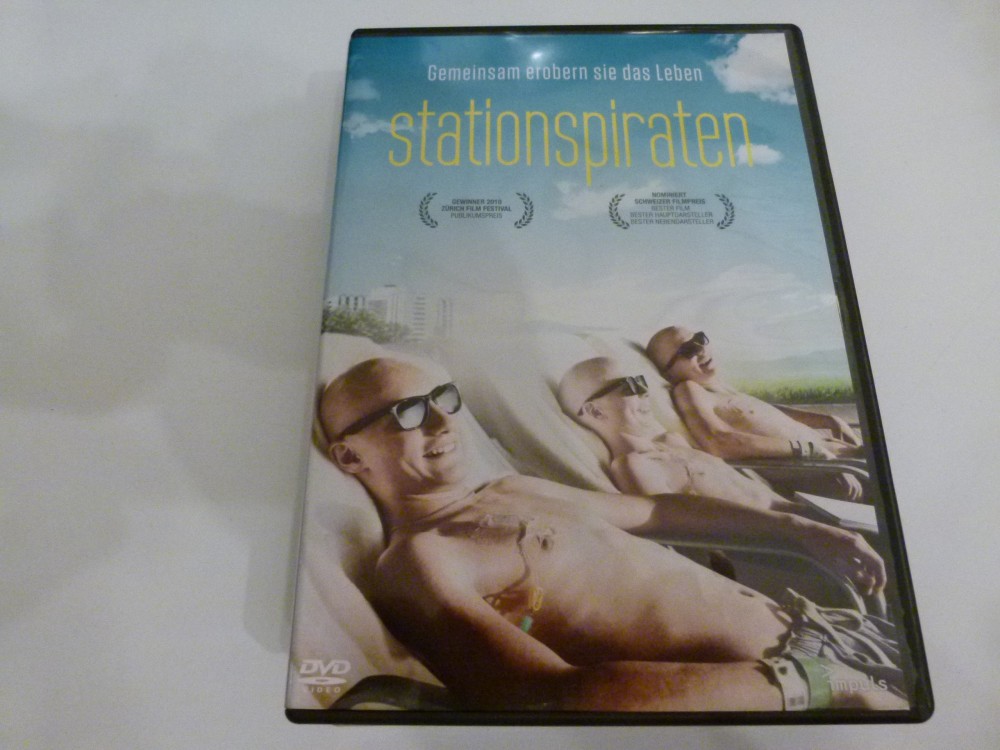 Gemeinsam erobern sie das Leben
stationspiraten
GEWINNER 2010
ZÜRICH FILM FESTIVAL
PUBLIKUMSPREIS
NOMINIERT
SCHWEIZER FILMPREIS
BESTER FILM
BESTER HAUPTDARSTELLER
BESTER NEBENDARSTELLER
DVD
VIDEO
impuls